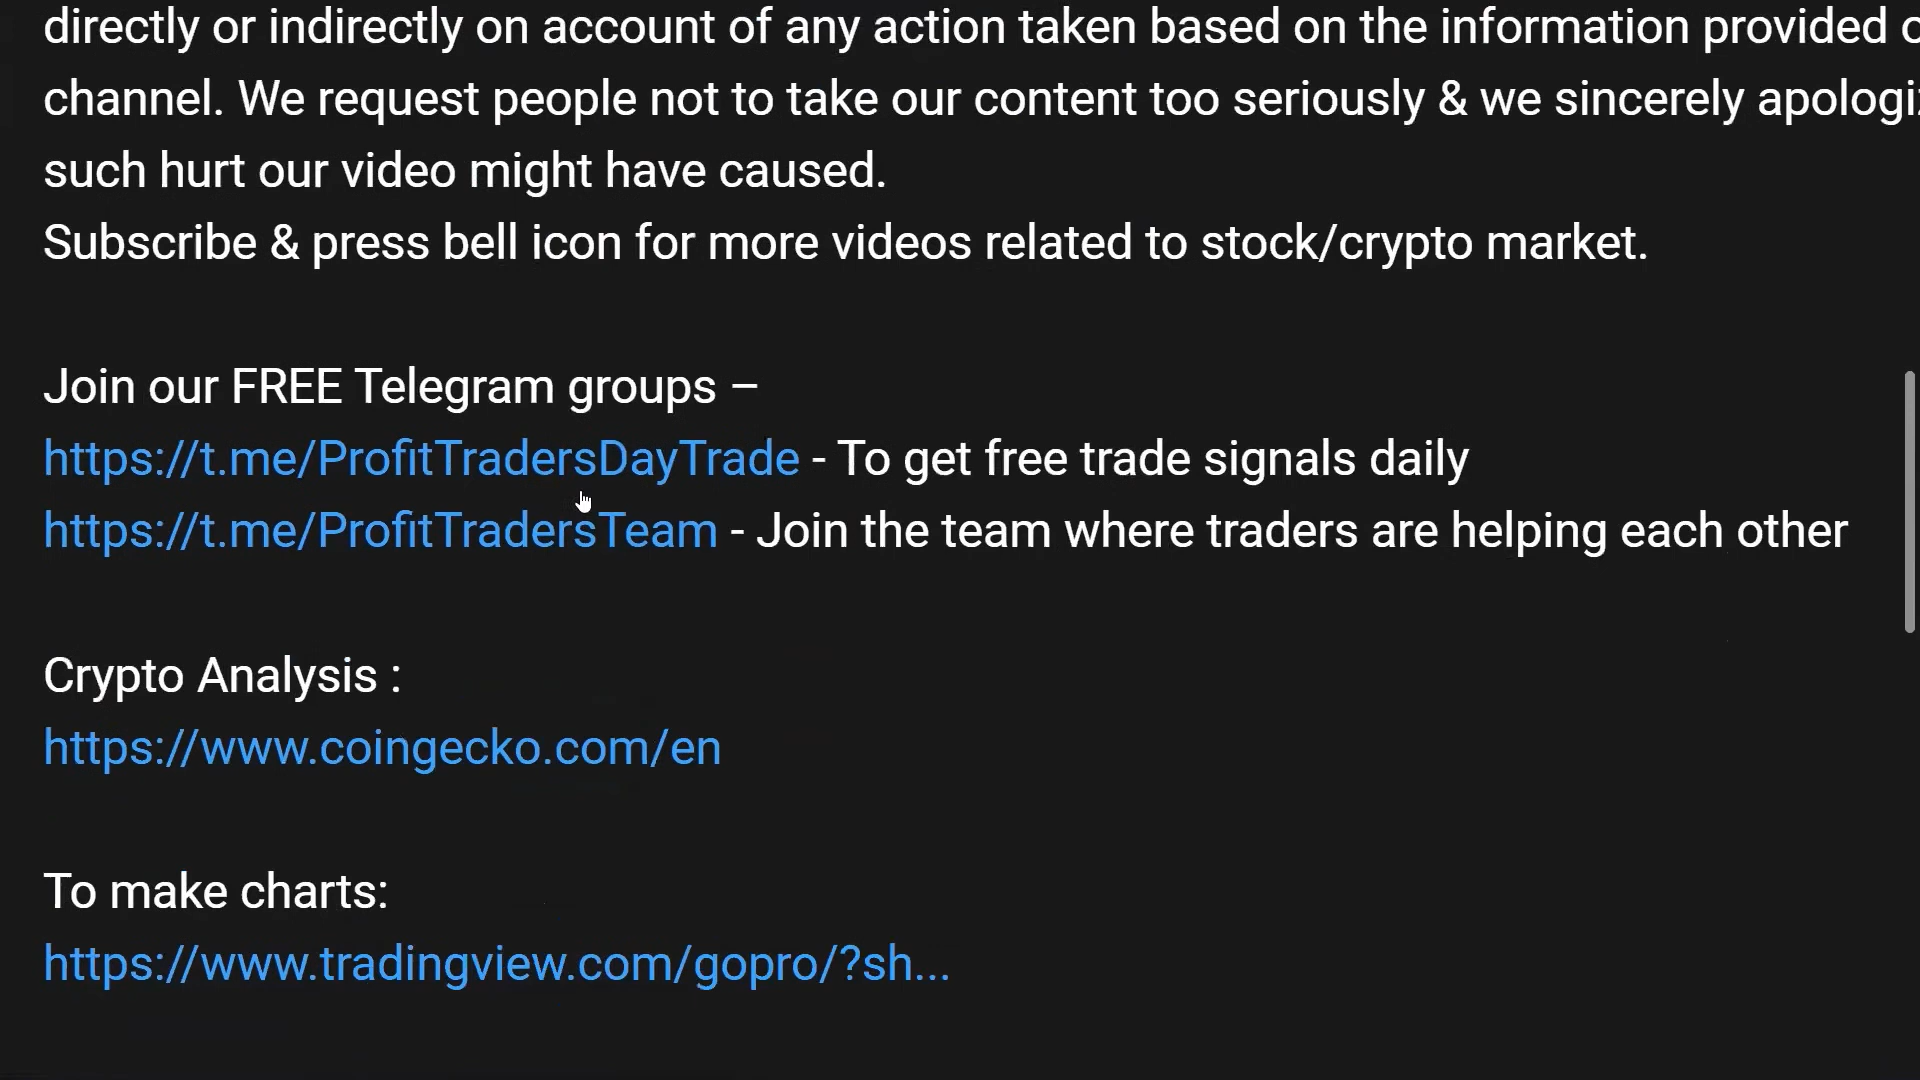 directly or indirectly on account of any action taken based on the information provided
channel. We request people not to take our content too seriously & we sincerely
such hurt our video might have caused.
Subscribe & press bell icon for more videos related to stock/crypto market.
Join our FREE Telegram groups –
https://t.me/ProfitTradersDayTrade - To get free trade signals daily
https://t.me/ProfitTradersTeam - Join the team where traders are helping each other
Crypto Analysis :
https://www.coingecko.com/en
To make charts:
https://www.tradingview.com/gopro/?sh...